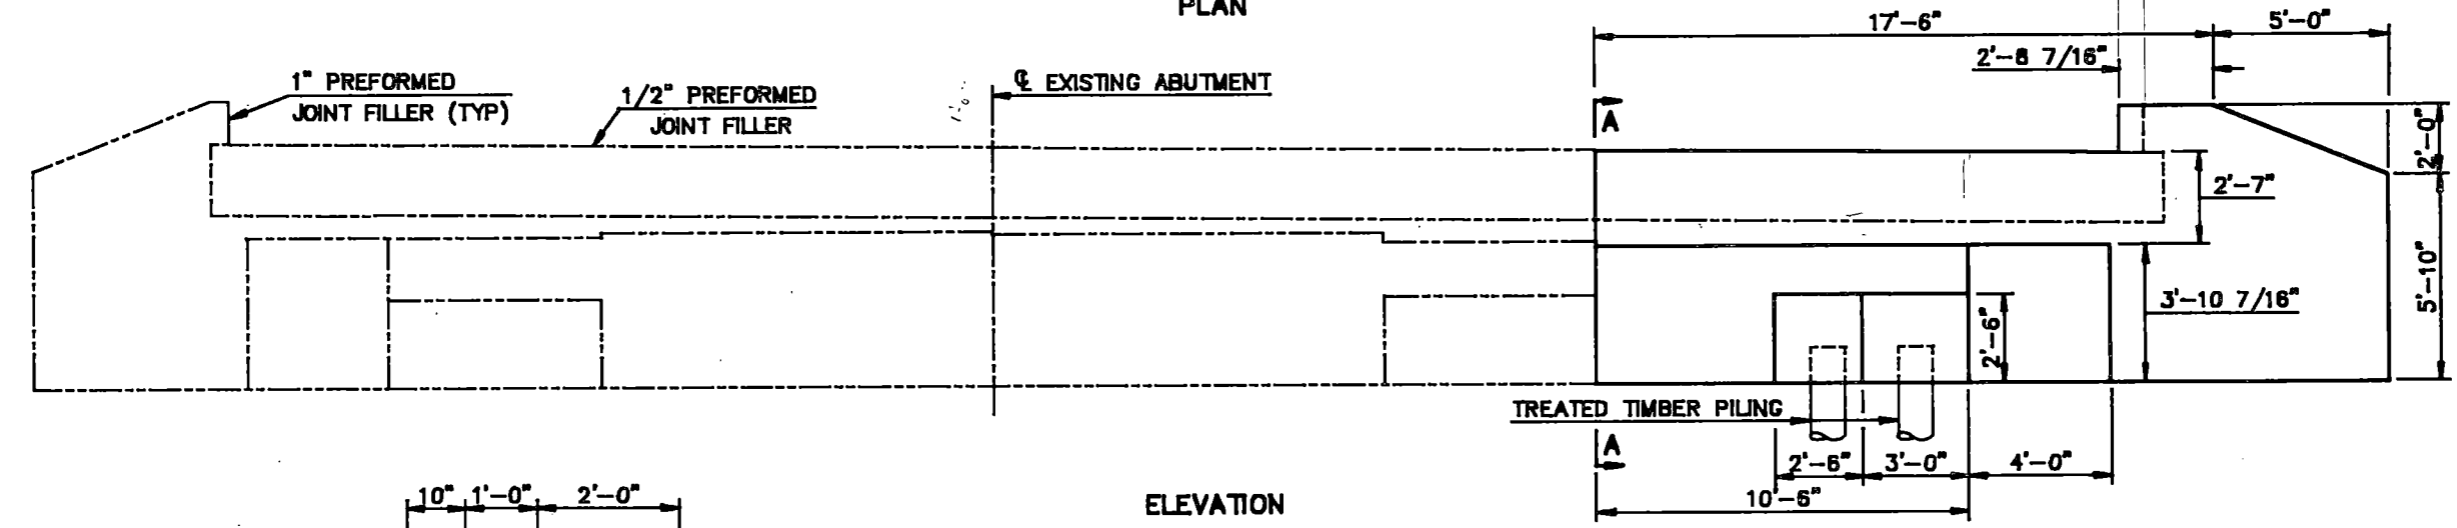 PLAN
17'-6"
5'-0"
2'-8 7/16"
1" PREFORMED
JOINT FILLER (TYP)
1/2" PREFORMED
JOINT FILLER
℄ EXISTING ABUTMENT
1'-0"
A
2'-0"
2'-7"
5'-10"
3'-10 7/16"
2'-6"
TREATED TIMBER PILING
A
2'-6"
3'-0"
4'-0"
10'-6"
10"
1'-0"
2'-0"
ELEVATION